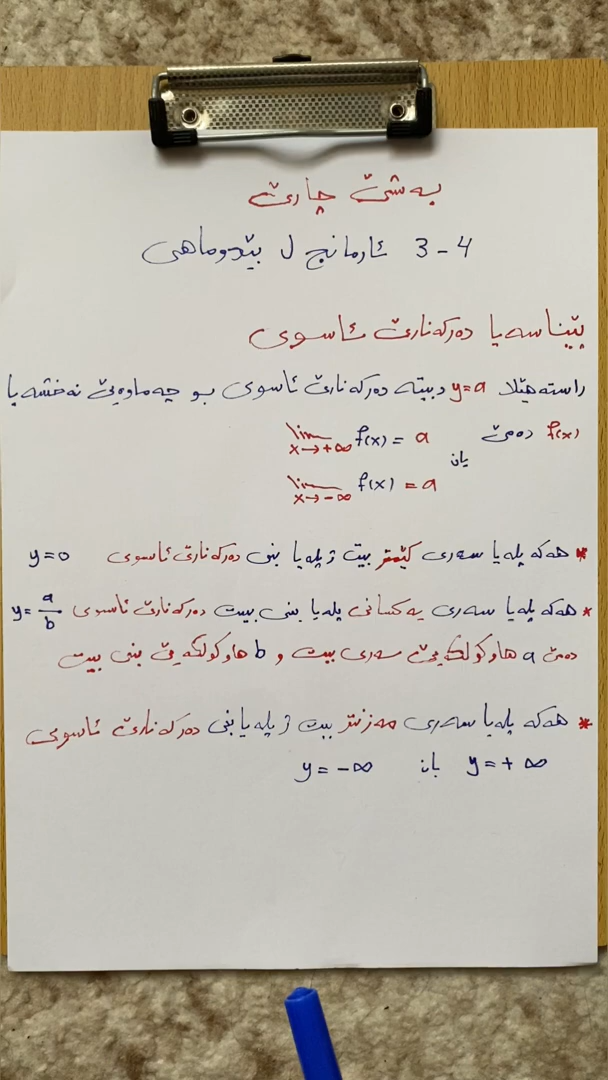 بەشێ چارێ
3-4 ئارمانج ل بێدوماهی
پێناسەیا دەرکەنارێ ئاسوی
راستەهێلا y=a دبیتە دەرکەنارێ ئاسوی بو چەماوەیێ نەخشەیا
f(x) دەمێ lim x→+∞ f(x) = a
یان
lim x→-∞ f(x) = a
* هەکە پلەیا سەری کێمتر بیت ژ پلەیا بنی دەرکەنارێ ئاسوی y=0
* هەکە پلەیا سەری یەکسانی پلەیا بنی بیت دەرکەنارێ ئاسوی y= a/b
دەمێ a هاوکولکەیێ سەری بیت و b هاوکولکەیێ بنی بیت
* هەکە پلەیا سەری مەزنتر بیت ژ پلەیا بنی دەرکەنارێ ئاسوی
y=+∞ یان y=-∞